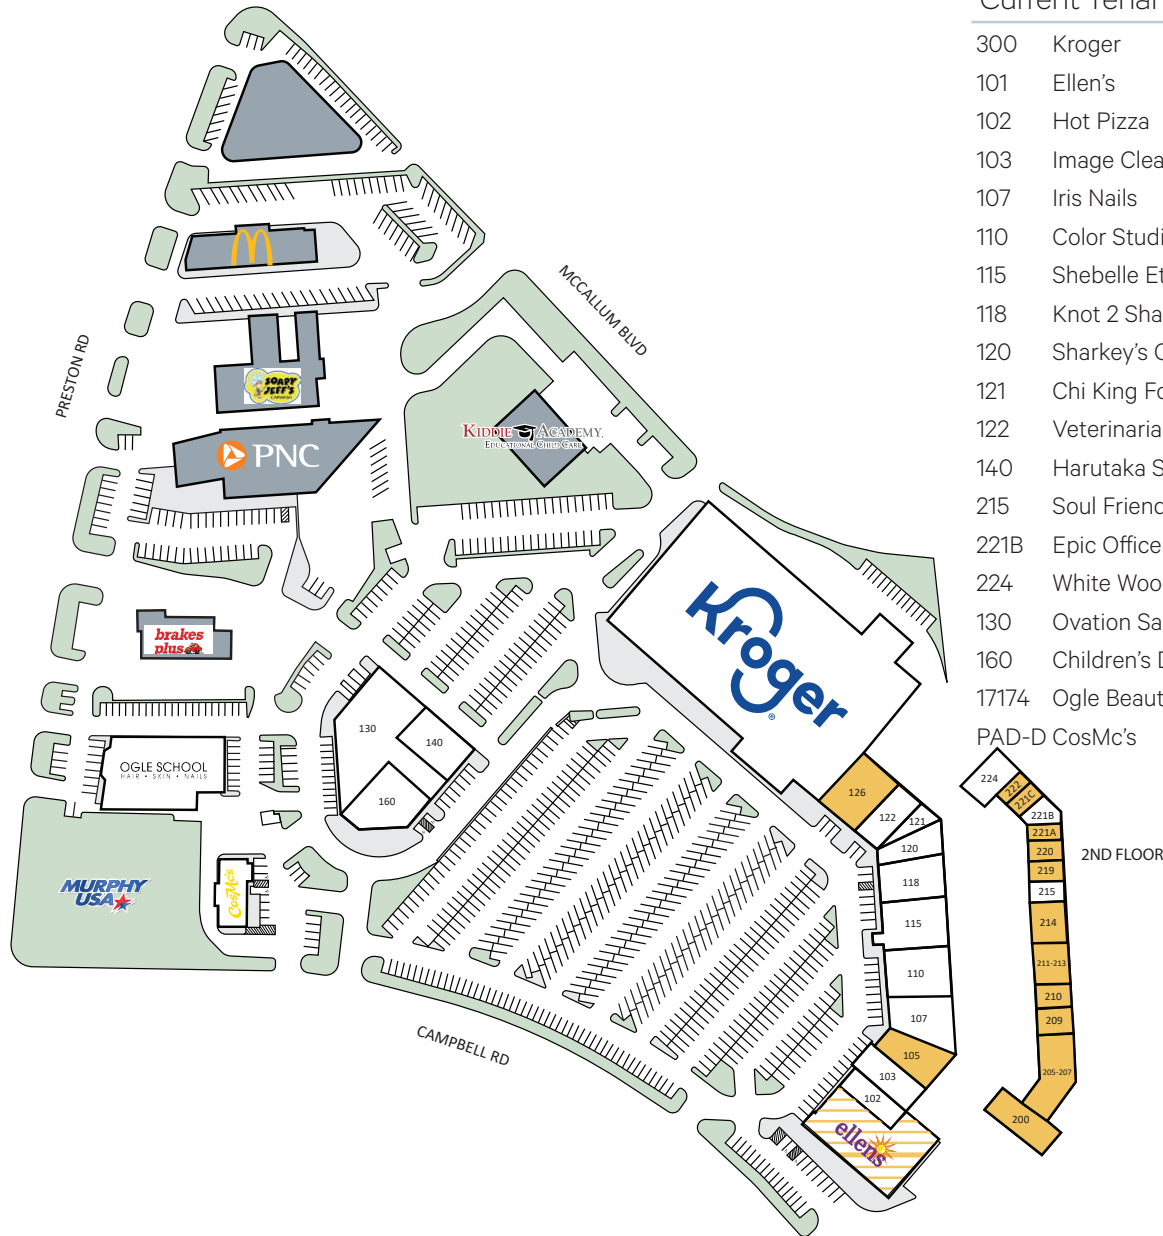 Current Tenan
300 Kroger
101 Ellen's
102 Hot Pizza
103 Image Clea
107 Iris Nails
110 Color Studi
115 Shebelle Et
118 Knot 2 Sha
120 Sharkey's C
121 Chi King Fo
122 Veterinaria
140 Harutaka S
215 Soul Friend
221B Epic Office
224 White Woo
130 Ovation Sa
160 Children's D
17174 Ogle Beaut
PAD-D CosMc's
MCCALLUM BLVD
PRESTON RD
SOAPY
JEFF'S
CARWASH
PNC
KIDDIE ACADEMY
EDUCATIONAL CHILD CARE
brakes
plus
Kroger
®
130
140
160
OGLE SCHOOL
HAIR • SKIN • NAILS
MURPHY
USA
CosMc's
CAMPBELL RD
126
122
121
120
118
115
110
107
105
103
102
ellens
224
222
221C
221B
221A
220
219
215
214
211-213
210
209
205-207
200
2ND FLOOR